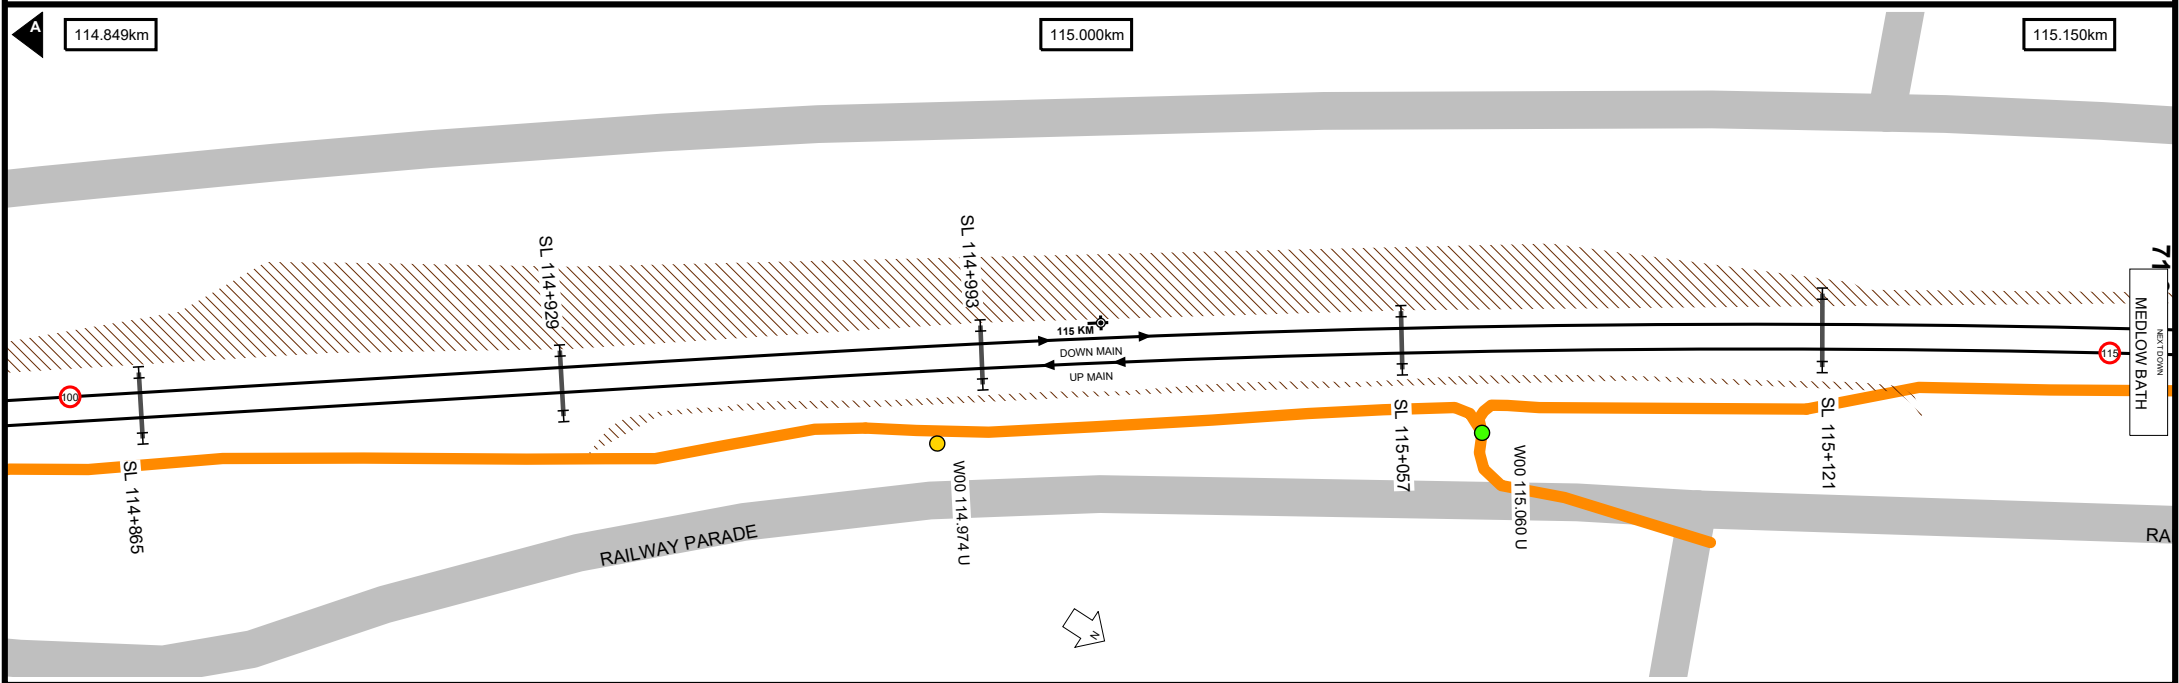 A
114.849km
115.000km
115.150km
SL 114+929
SL 114+993
115 KM
DOWN MAIN
UP MAIN
100
115
71
MEDLOW BATH
NEXT DOWN
SL 114+865
W00 114.974 U
SL 115+057
W00 115.060 U
SL 115+121
RAILWAY PARADE
RA
N